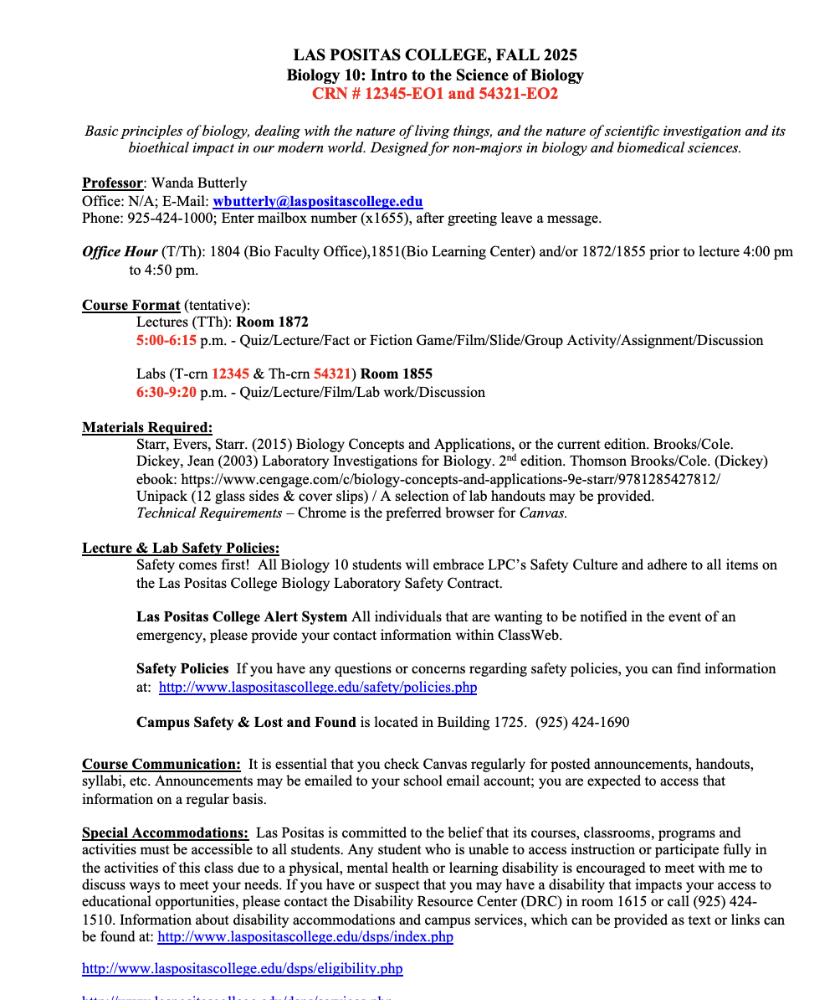 LAS POSITAS COLLEGE, FALL 2025
Biology 10: Intro to the Science of Biology
CRN # 12345-EO1 and 54321-EO2
Basic principles of biology, dealing with the nature of living things, and the nature of scientific investigation and its
bioethical impact in our modern world. Designed for non-majors in biology and biomedical sciences.
Professor: Wanda Butterly
Office: N/A; E-Mail: wbutterly@laspositascollege.edu
Phone: 925-424-1000; Enter mailbox number (x1655), after greeting leave a message.
Office Hour (T/Th): 1804 (Bio Faculty Office),1851(Bio Learning Center) and/or 1872/1855 prior to lecture 4:00 pm
to 4:50 pm.
Course Format (tentative):
Lectures (TTh): Room 1872
5:00-6:15 p.m. - Quiz/Lecture/Fact or Fiction Game/Film/Slide/Group Activity/Assignment/Discussion
Labs (T-crn 12345 & Th-crn 54321) Room 1855
6:30-9:20 p.m. - Quiz/Lecture/Film/Lab work/Discussion
Materials Required:
Starr, Evers, Starr. (2015) Biology Concepts and Applications, or the current edition. Brooks/Cole.
Dickey, Jean (2003) Laboratory Investigations for Biology. 2nd edition. Thomson Brooks/Cole. (Dickey)
ebook: https://www.cengage.com/c/biology-concepts-and-applications-9e-starr/9781285427812/
Unipack (12 glass sides & cover slips) / A selection of lab handouts may be provided.
Technical Requirements – Chrome is the preferred browser for Canvas.
Lecture & Lab Safety Policies:
Safety comes first!  All Biology 10 students will embrace LPC’s Safety Culture and adhere to all items on
the Las Positas College Biology Laboratory Safety Contract.
Las Positas College Alert System All individuals that are wanting to be notified in the event of an
emergency, please provide your contact information within ClassWeb.
Safety Policies  If you have any questions or concerns regarding safety policies, you can find information
at:  http://www.laspositascollege.edu/safety/policies.php
Campus Safety & Lost and Found is located in Building 1725.  (925) 424-1690
Course Communication:  It is essential that you check Canvas regularly for posted announcements, handouts,
syllabi, etc. Announcements may be emailed to your school email account; you are expected to access that
information on a regular basis.
Special Accommodations:  Las Positas is committed to the belief that its courses, classrooms, programs and
activities must be accessible to all students. Any student who is unable to access instruction or participate fully in
the activities of this class due to a physical, mental health or learning disability is encouraged to meet with me to
discuss ways to meet your needs. If you have or suspect that you may have a disability that impacts your access to
educational opportunities, please contact the Disability Resource Center (DRC) in room 1615 or call (925) 424-
1510. Information about disability accommodations and campus services, which can be provided as text or links can
be found at: http://www.laspositascollege.edu/dsps/index.php
http://www.laspositascollege.edu/dsps/eligibility.php